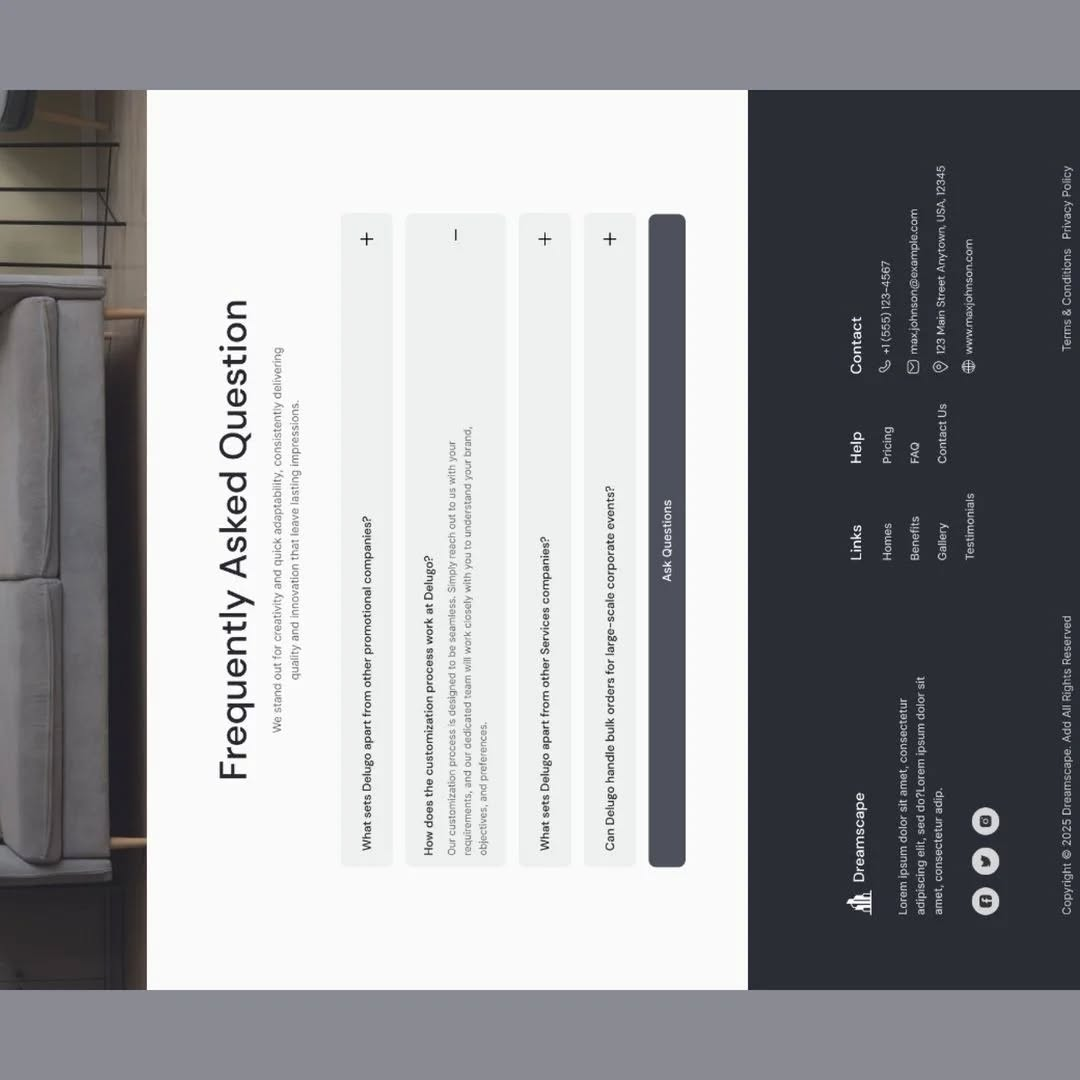 Frequently Asked Question
We stand out for creativity and quick adaptability, consistently delivering
quality and innovation that leave lasting impressions.
What sets Delugo apart from other promotional companies?
How does the customization process work at Delugo?
Our customization process is designed to be seamless. Simply reach out to us with your
requirements, and our dedicated team will work closely with you to understand your brand,
objectives, and preferences.
What sets Delugo apart from other Services companies?
Can Delugo handle bulk orders for large-scale corporate events?
Ask Questions
Dreamscape
Lorem ipsum dolor sit amet, consectetur
adipiscing elit, sed do?Lorem ipsum dolor sit
amet, consectetur adip.
Links
Homes
Benefits
Gallery
Testimonials
Help
Pricing
FAQ
Contact Us
Contact
+1 (555) 123-4567
max.johnson@example.com
123 Main Street Anytown, USA, 12345
www.maxjohnson.com
Copyright © 2025 Dreamscape. Add All Rights Reserved
Terms & Conditions Privacy Policy